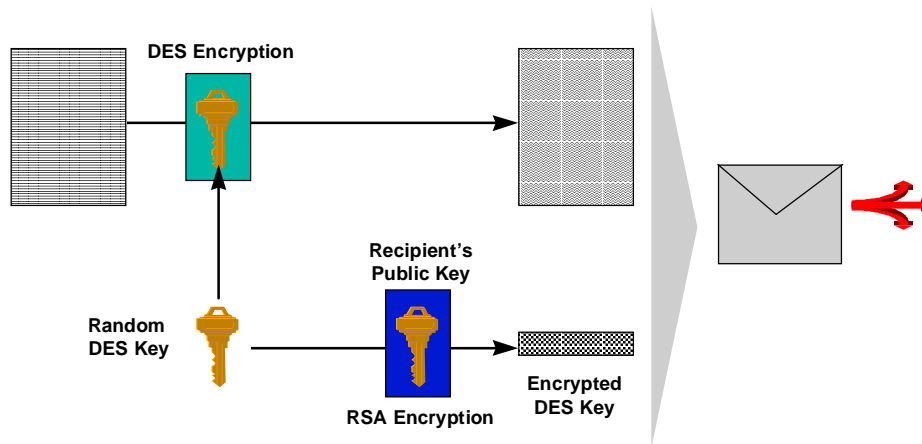 DES Encryption
Recipient's
Public Key
Random
DES Key
RSA Encryption
Encrypted
DES Key